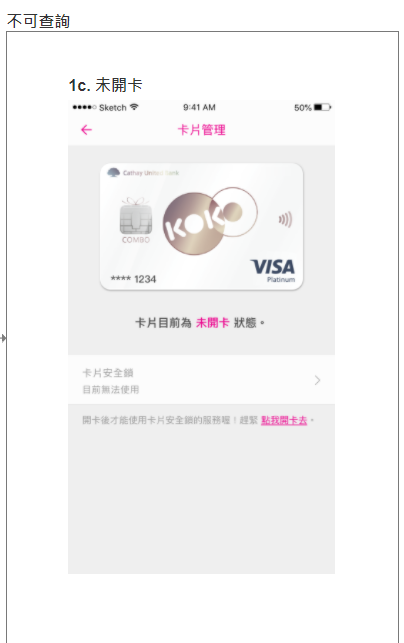 不可查詢
1c. 未開卡
Sketch 9:41 AM 50%
卡片管理
Cathay United Bank
KOKO
COMBO
VISA
Platinum
**** 1234
卡片目前為 未開卡 狀態。
卡片安全鎖
目前無法使用
開卡後才能使用卡片安全鎖的服務喔！趕緊 點我開卡去。